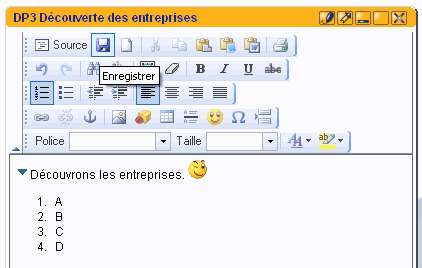 DP3 Découverte des entreprises
Source
Enregistrer
B I U abc
Police Taille
Découvrons les entreprises.
1. A
2. B
3. C
4. D